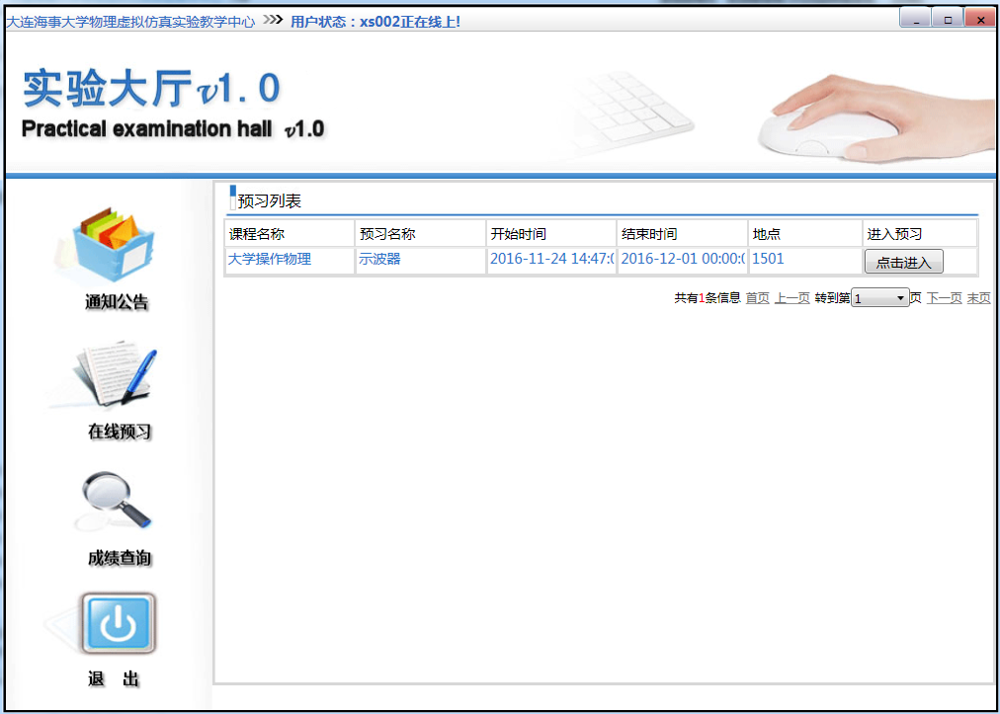 大连海事大学物理虚拟仿真实验教学中心 >>> 用户状态：xs002正在线上!
实验大厅v1.0
Practical examination hall v1.0
通知公告
在线预习
成绩查询
退 出
预习列表
课程名称 预习名称 开始时间 结束时间 地点 进入预习
大学操作物理 示波器 2016-11-24 14:47:0 2016-12-01 00:00:0 1501 点击进入
共有1条信息 首页 上一页 转到第1页 下一页 末页